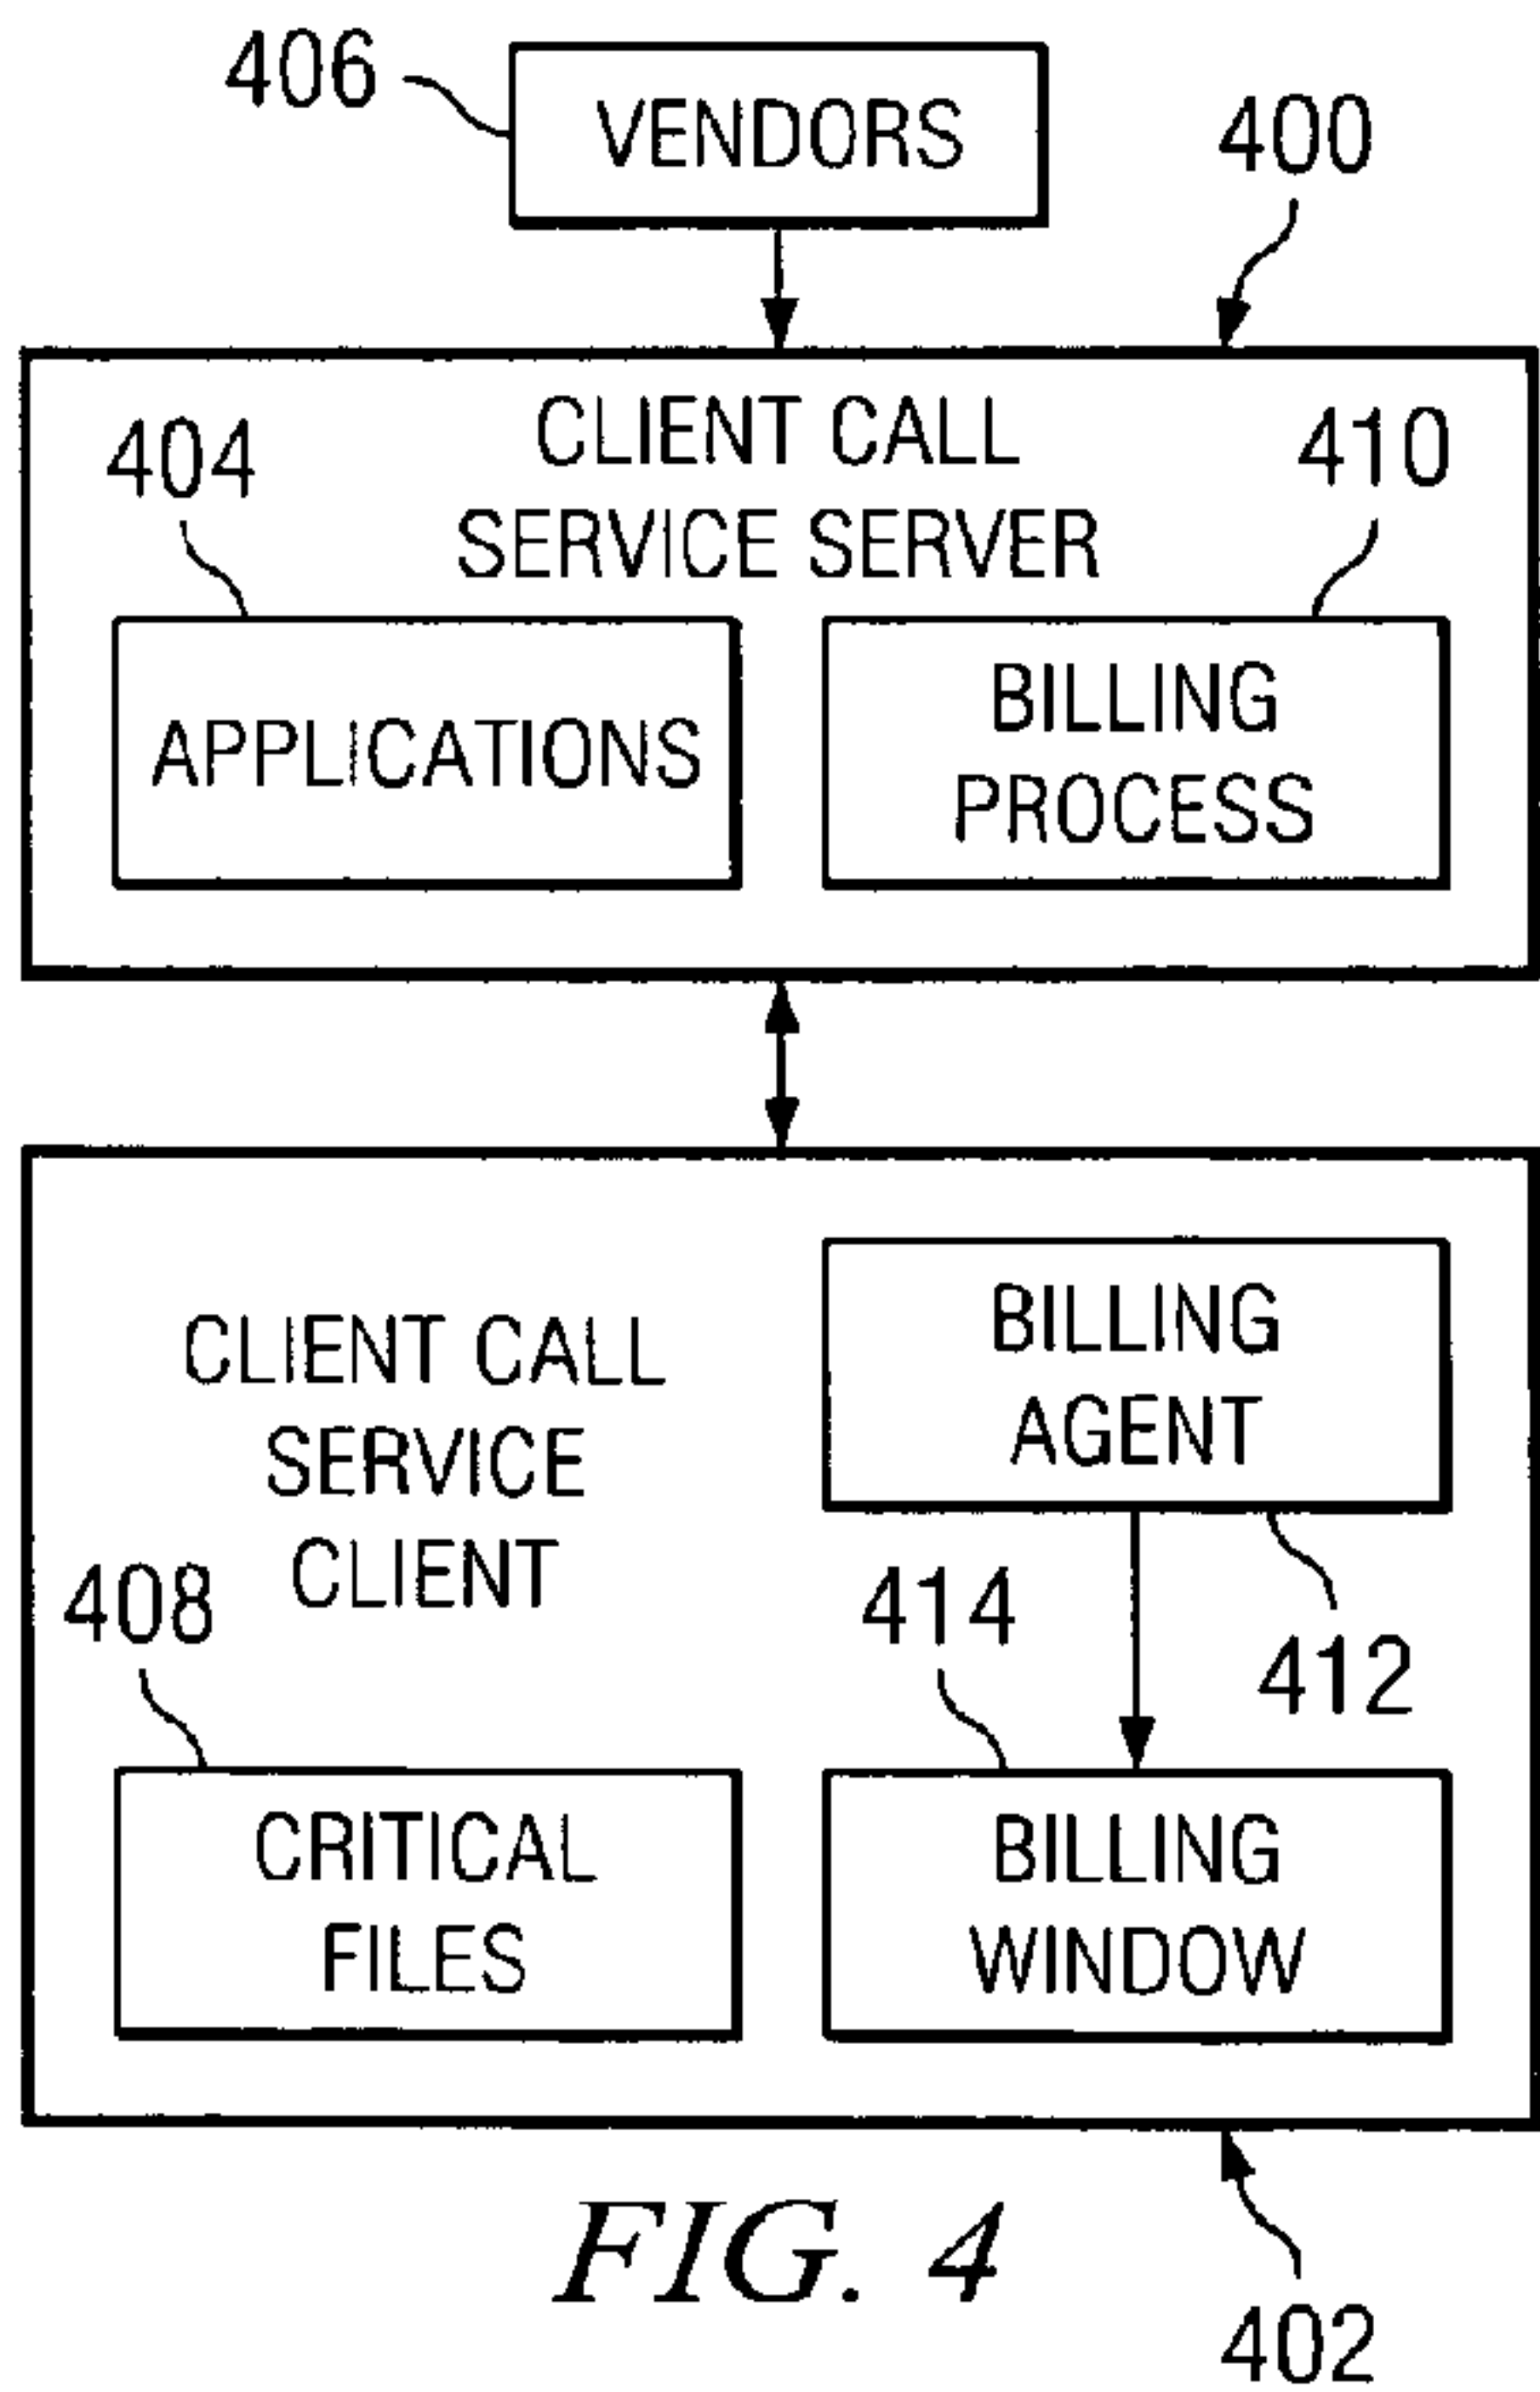 406
VENDORS
400
CLIENT CALL
SERVICE SERVER
404
410
APPLICATIONS
BILLING
PROCESS
CLIENT CALL
SERVICE
CLIENT
BILLING
AGENT
408
414
412
CRITICAL
FILES
BILLING
WINDOW
FIG. 4
402